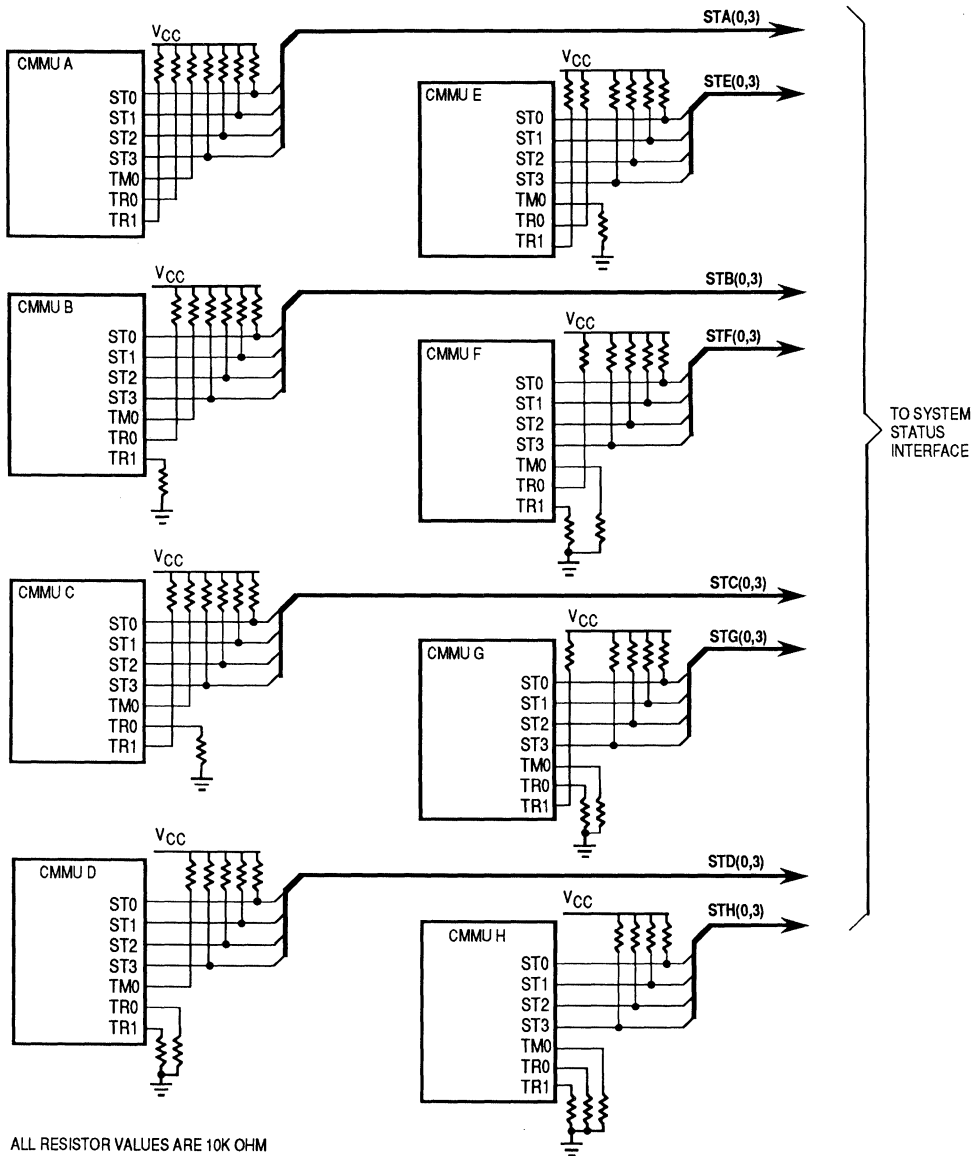 STA(0,3)
VCC
CMMU A
ST0
ST1
ST2
ST3
TM0
TR0
TR1
VCC
CMMU E
STE(0,3)
ST0
ST1
ST2
ST3
TM0
TR0
TR1
STB(0,3)
VCC
CMMU B
ST0
ST1
ST2
ST3
TM0
TR0
TR1
VCC
CMMU F
STF(0,3)
ST0
ST1
ST2
ST3
TM0
TR0
TR1
TO SYSTEM
STATUS
INTERFACE
STC(0,3)
VCC
CMMU C
ST0
ST1
ST2
ST3
TM0
TR0
TR1
VCC
CMMU G
STG(0,3)
ST0
ST1
ST2
ST3
TM0
TR0
TR1
STD(0,3)
VCC
CMMU D
ST0
ST1
ST2
ST3
TM0
TR0
TR1
VCC
CMMU H
STH(0,3)
ST0
ST1
ST2
ST3
TM0
TR0
TR1
ALL RESISTOR VALUES ARE 10K OHM